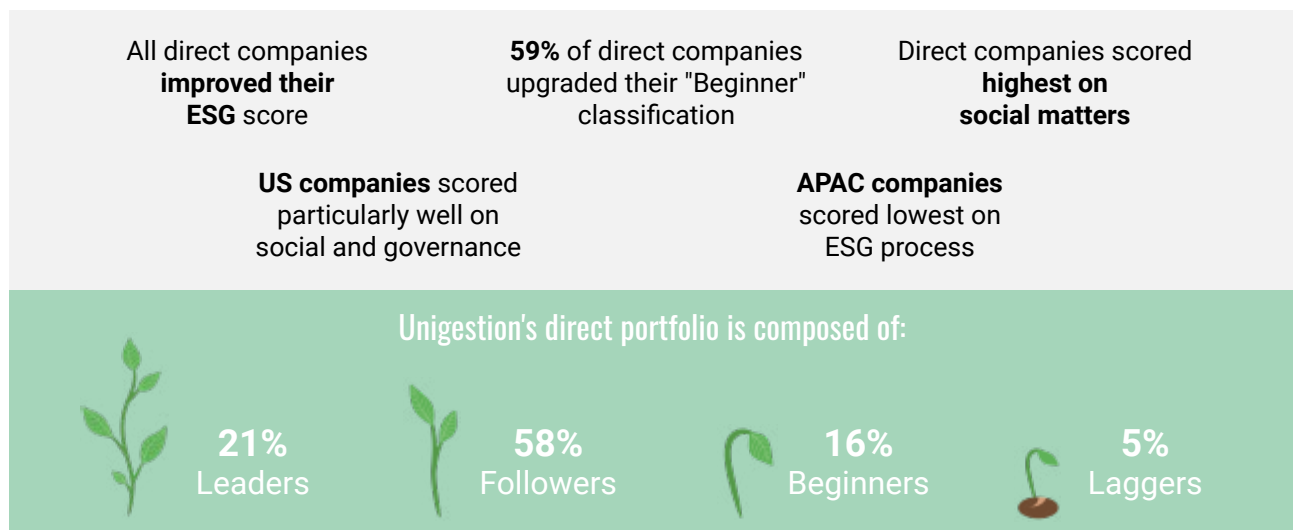 All direct companies
improved their
ESG score
59% of direct companies
upgraded their "Beginner"
classification
Direct companies scored
highest on
social matters
US companies scored
particularly well on
social and governance
APAC companies
scored lowest on
ESG process
Unigestion's direct portfolio is composed of:
21%
Leaders
58%
Followers
16%
Beginners
5%
Laggers